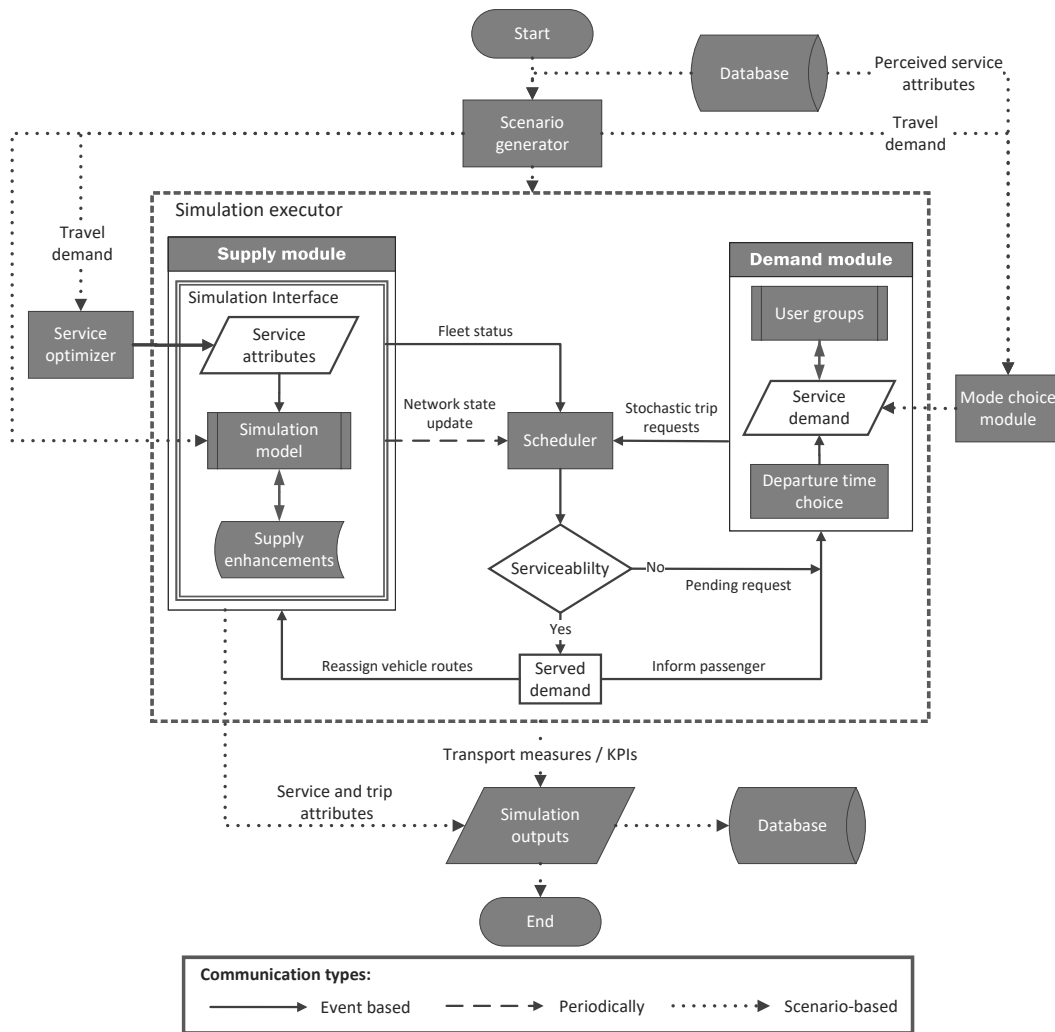 Start
Database
Perceived service
attributes
Scenario
generator
Travel
demand
Simulation executor
Travel
demand
Supply module
Demand module
Simulation Interface
User groups
Service
optimizer
Service
attributes
Fleet status
Service
demand
Mode choice
module
Network state
update
Stochastic trip
requests
Simulation
model
Scheduler
Departure time
choice
Supply
enhancements
Serviceablilty
No
Pending request
Yes
Reassign vehicle routes
Served
demand
Inform passenger
Transport measures / KPIs
Service and trip
attributes
Simulation
outputs
Database
End
Communication types:
Event based
Periodically
Scenario-based